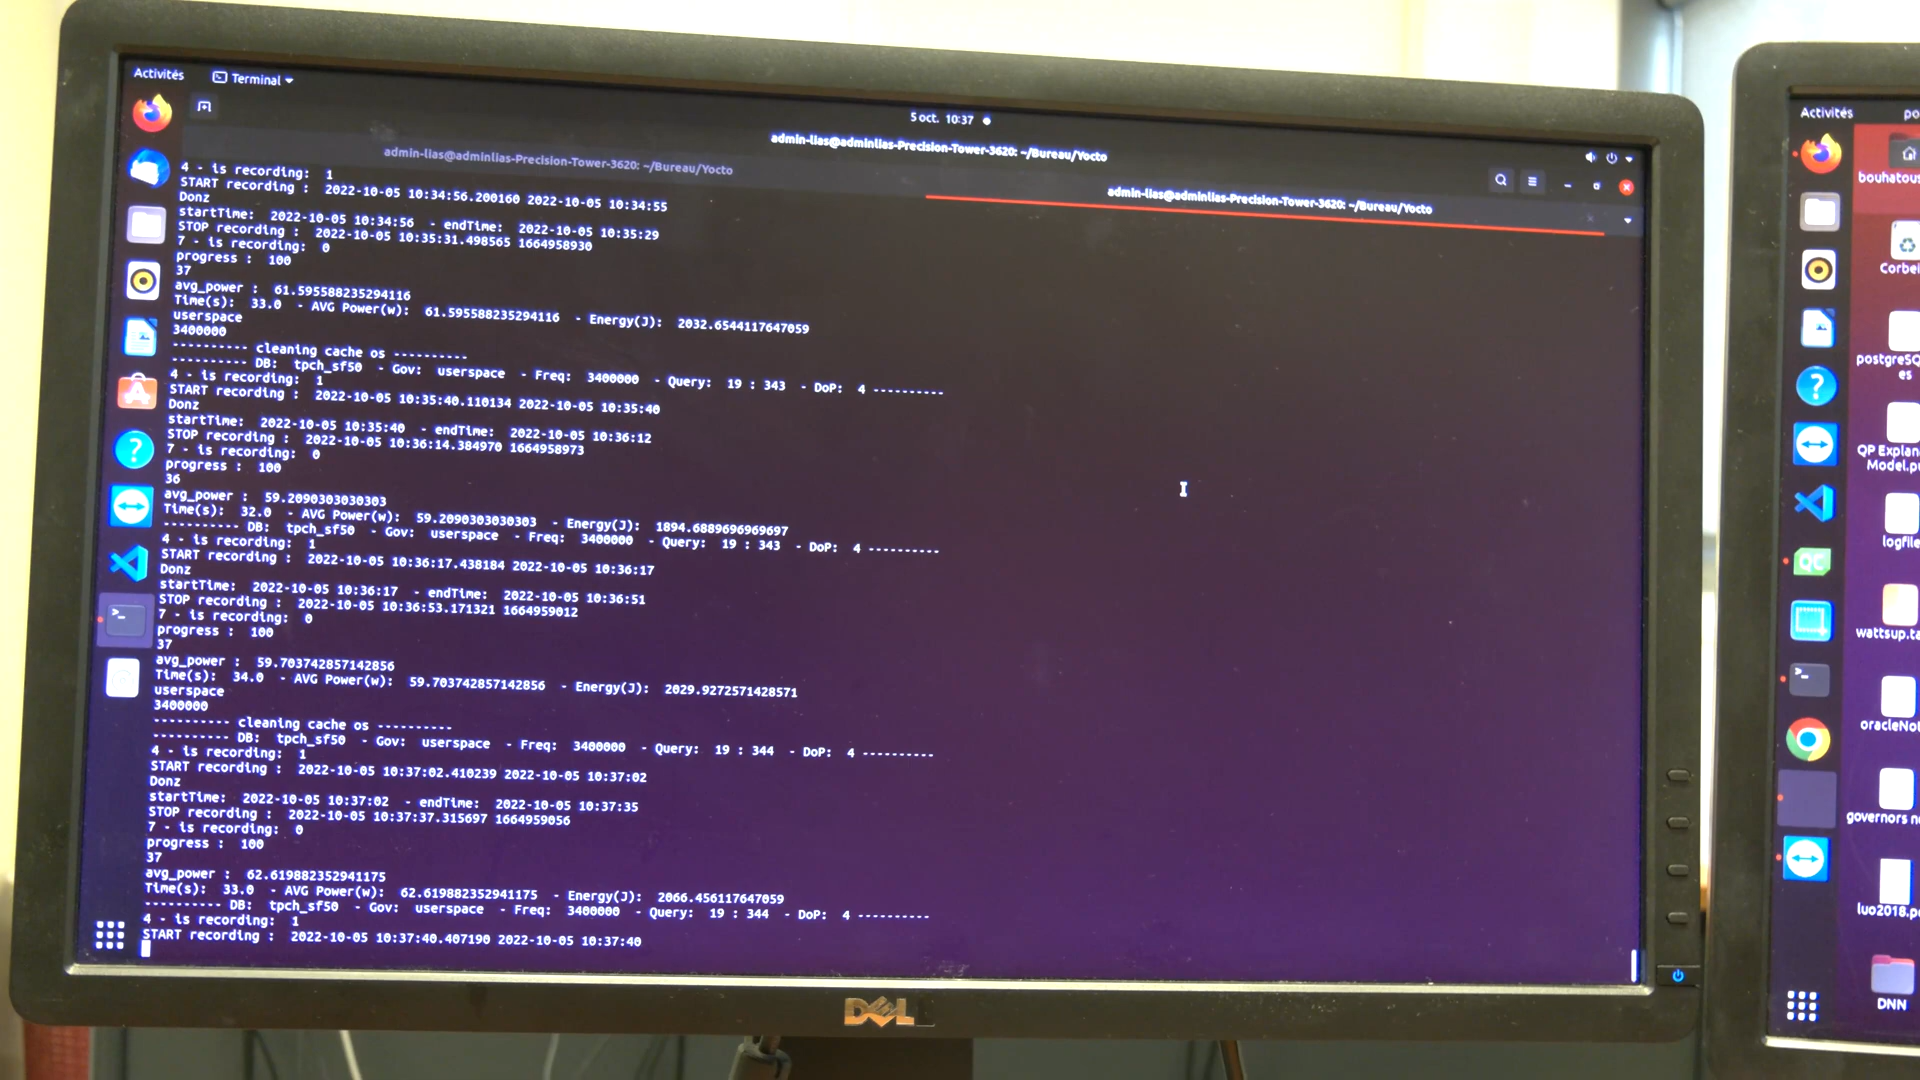 Activités
Terminal
5 oct. 10:37
admin-lias@adminlias-Precision-Tower-3620: ~/Bureau/Yocto
admin-lias@adminlias-Precision-Tower-3620: ~/Bureau/Yocto
admin-lias@adminlias-Precision-Tower-3620: ~/Bureau/Yocto
4 - is recording: 1
START recording : 2022-10-05 10:34:56.200160 2022-10-05 10:34:55
Donz
startTime: 2022-10-05 10:34:56 - endTime: 2022-10-05 10:35:29
STOP recording : 2022-10-05 10:35:31.498565 1664958930
7 - is recording: 0
progress : 100
37
avg_power : 61.595588235294116
Time(s): 33.0 - AVG Power(w): 61.595588235294116 - Energy(J): 2032.6544117647059
userspace
3400000
---------- cleaning cache os ----------
---------- DB: tpch_sf50 - Gov: userspace - Freq: 3400000 - Query: 19 : 343 - DoP: 4 ----------
4 - is recording: 1
START recording : 2022-10-05 10:35:40.110134 2022-10-05 10:35:40
Donz
startTime: 2022-10-05 10:35:40 - endTime: 2022-10-05 10:36:12
STOP recording : 2022-10-05 10:36:14.384970 1664958973
7 - is recording: 0
progress : 100
36
avg_power : 59.2090303030303
Time(s): 32.0 - AVG Power(w): 59.2090303030303 - Energy(J): 1894.6889696969697
---------- DB: tpch_sf50 - Gov: userspace - Freq: 3400000 - Query: 19 : 343 - DoP: 4 ----------
4 - is recording: 1
START recording : 2022-10-05 10:36:17.438184 2022-10-05 10:36:17
Donz
startTime: 2022-10-05 10:36:17 - endTime: 2022-10-05 10:36:51
STOP recording : 2022-10-05 10:36:53.171321 1664959012
7 - is recording: 0
progress : 100
37
avg_power : 59.703742857142856
Time(s): 34.0 - AVG Power(w): 59.703742857142856 - Energy(J): 2029.9272571428571
userspace
3400000
---------- cleaning cache os ----------
---------- DB: tpch_sf50 - Gov: userspace - Freq: 3400000 - Query: 19 : 344 - DoP: 4 ----------
4 - is recording: 1
START recording : 2022-10-05 10:37:02.410239 2022-10-05 10:37:02
Donz
startTime: 2022-10-05 10:37:02 - endTime: 2022-10-05 10:37:35
STOP recording : 2022-10-05 10:37:37.315697 1664959056
7 - is recording: 0
progress : 100
37
avg_power : 62.619882352941175
Time(s): 33.0 - AVG Power(w): 62.619882352941175 - Energy(J): 2066.456117647059
---------- DB: tpch_sf50 - Gov: userspace - Freq: 3400000 - Query: 19 : 344 - DoP: 4 ----------
4 - is recording: 1
START recording : 2022-10-05 10:37:40.407190 2022-10-05 10:37:40
DELL
Activités
po
bouhatous
Corbei
postgreSQ
es
QP Explan
Model.pu
logfile
QC
wattsup.ta
oracleNo
governors n
luo2018.p
DNN